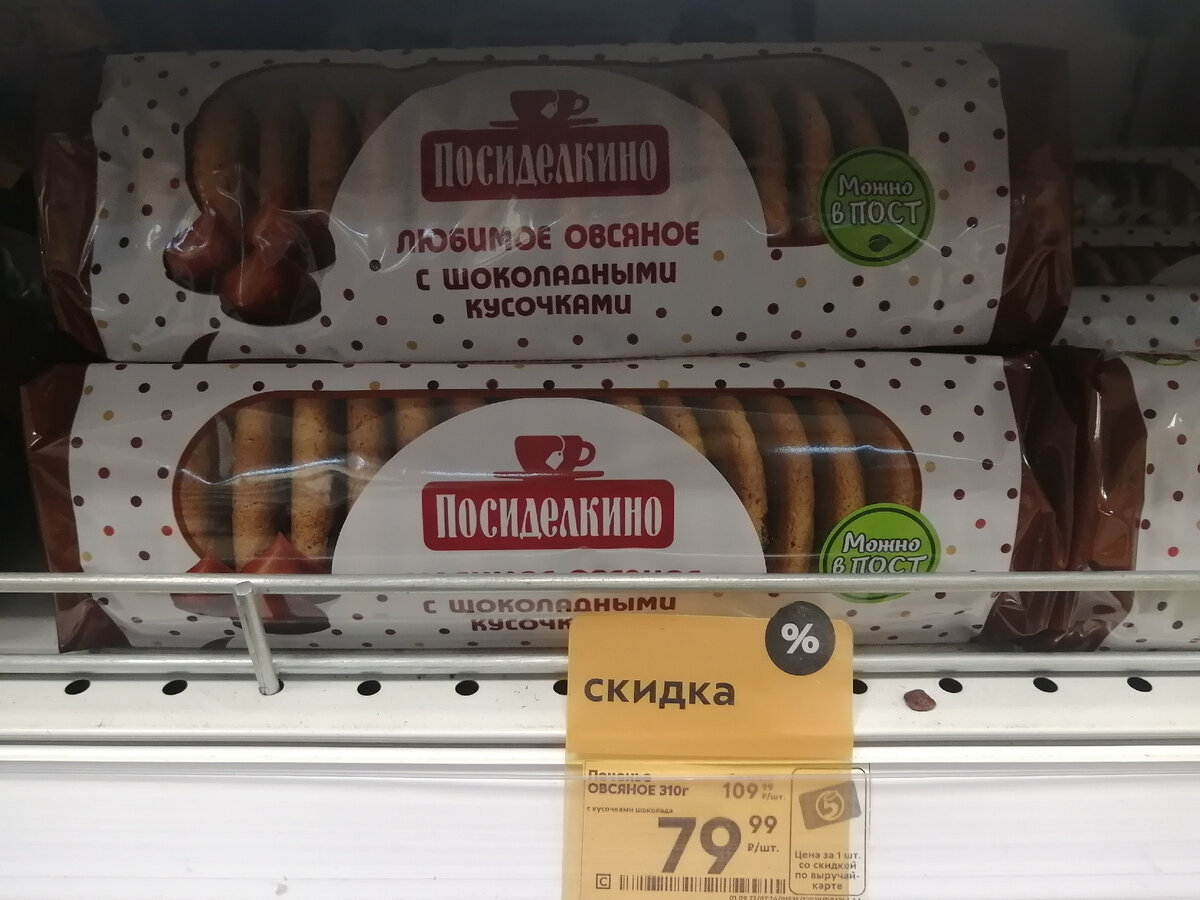 Посиделкино
ЛЮБИМОЕ ОВСЯНОЕ
С ШОКОЛАДНЫМИ
КУСОЧКАМИ
Можно
в пост
Посиделкино
С ШОКОЛАДНЫМИ
Можно
в пост
%
скидка
Печенье
ОВСЯНОЕ 310г
с кусочками шоколада
109 99
₽/шт.
79 99
₽/шт.
5
Цена за 1 шт.
со скидкой
по выручай-
карте
С